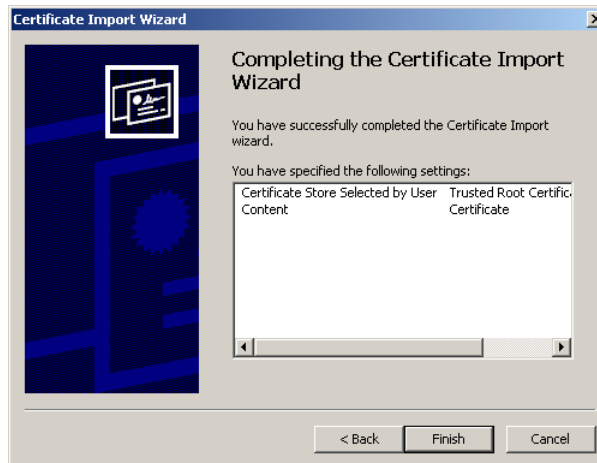 Certificate Import Wizard
Completing the Certificate Import
Wizard
You have successfully completed the Certificate Import
wizard.
You have specified the following settings:
Certificate Store Selected by User Trusted Root Certific
Content Certificate
< Back Finish Cancel